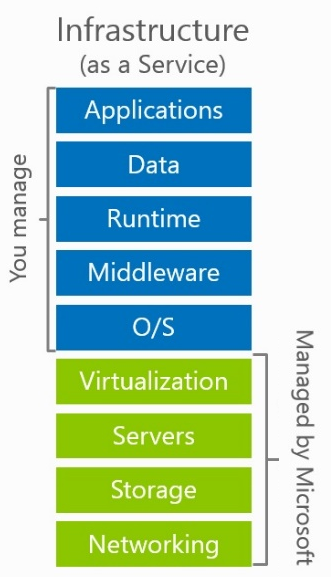 Infrastructure
(as a Service)
You manage
Applications
Data
Runtime
Middleware
O/S
Virtualization
Servers
Storage
Networking
Managed by Microsoft